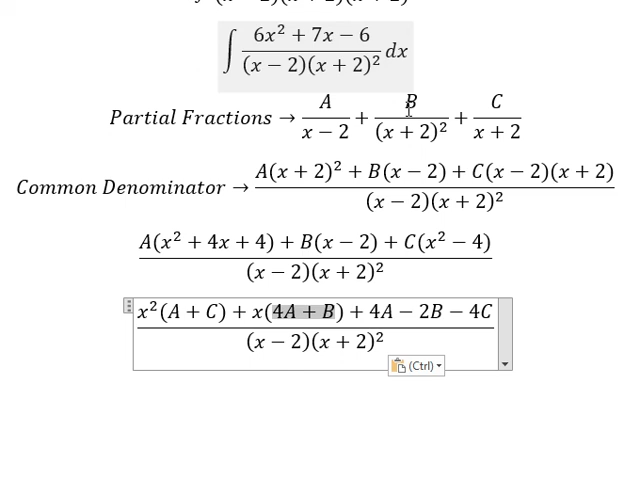 ∫ (6x² + 7x − 6)/((x − 2)(x + 2)²) dx
Partial Fractions → A/(x − 2) + B/(x + 2)² + C/(x + 2)
Common Denominator → (A(x + 2)² + B(x − 2) + C(x − 2)(x + 2))/((x − 2)(x + 2)²)
(A(x² + 4x + 4) + B(x − 2) + C(x² − 4))/((x − 2)(x + 2)²)
(x²(A + C) + x(4A + B) + 4A − 2B − 4C)/((x − 2)(x + 2)²)
(Ctrl)